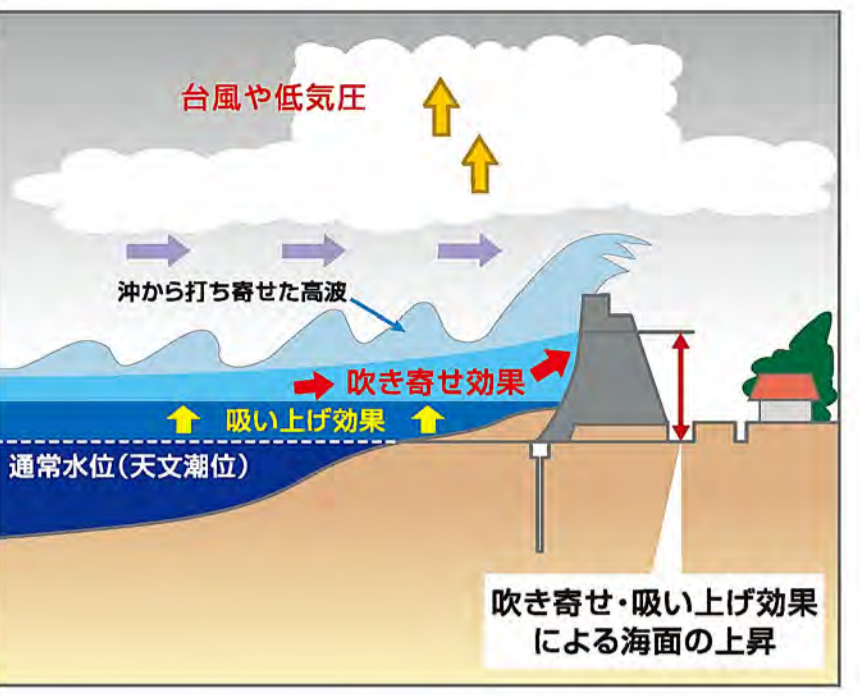 台風や低気圧
沖から打ち寄せた高波
吹き寄せ効果
吸い上げ効果
通常水位(天文潮位)
吹き寄せ・吸い上げ効果
による海面の上昇